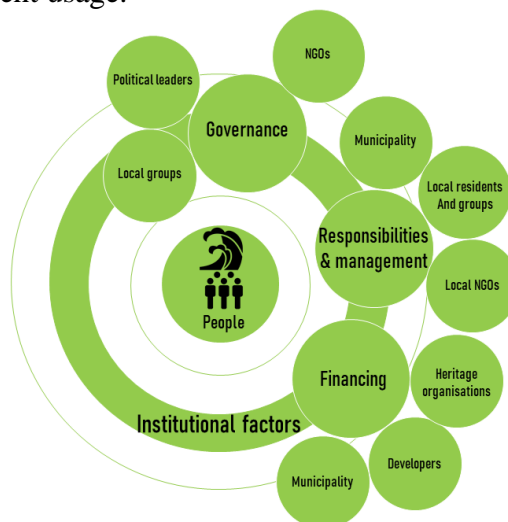 ent usage.
NGOs
Political leaders
Governance
Municipality
Local groups
Local residents
And groups
Responsibilities
& management
Local NGOs
People
Financing
Heritage
organisations
Institutional factors
Developers
Municipality